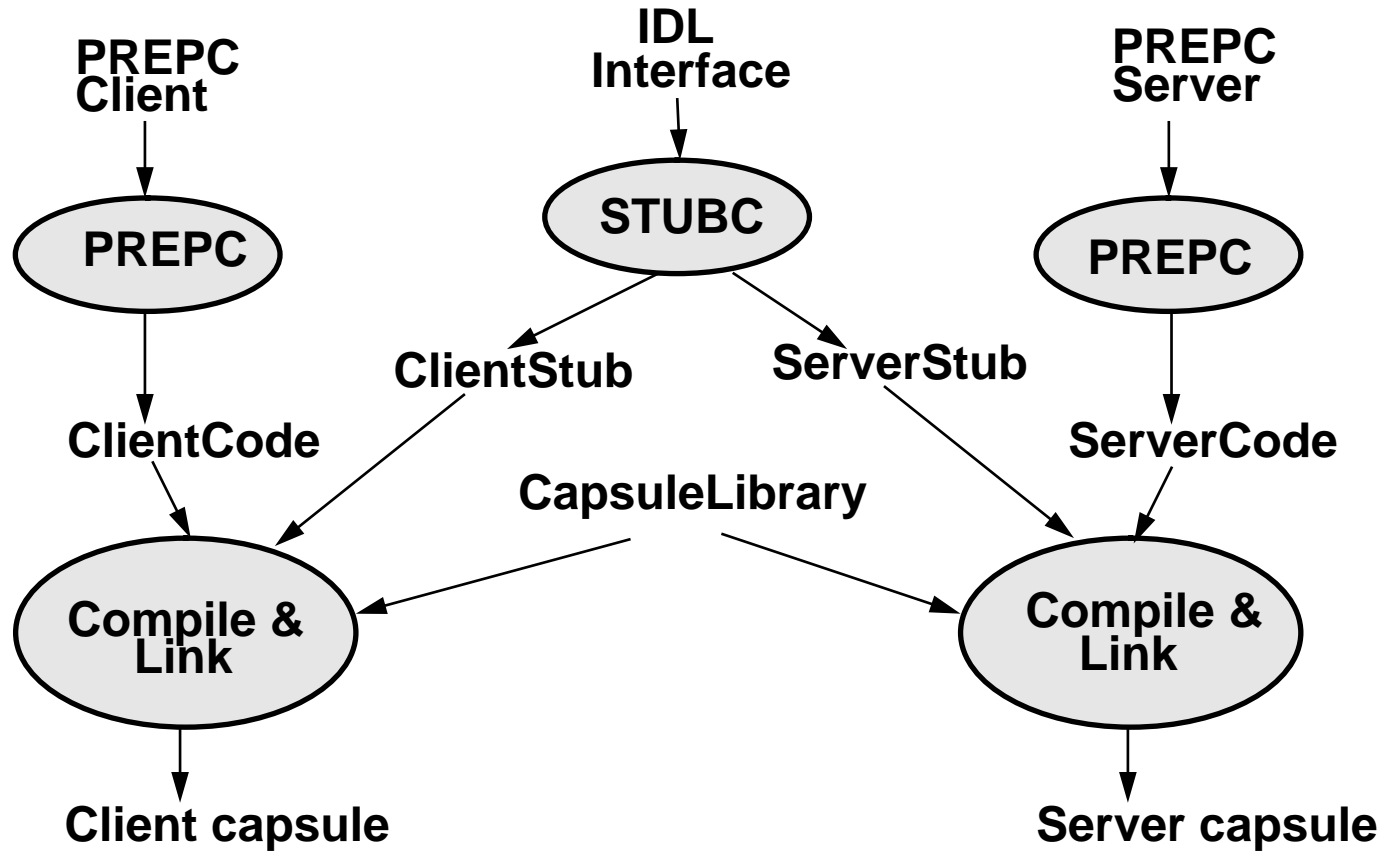 PREPC
Client
IDL
Interface
PREPC
Server
PREPC
STUBC
PREPC
ClientStub
ServerStub
ClientCode
ServerCode
CapsuleLibrary
Compile &
Link
Compile &
Link
Client capsule
Server capsule